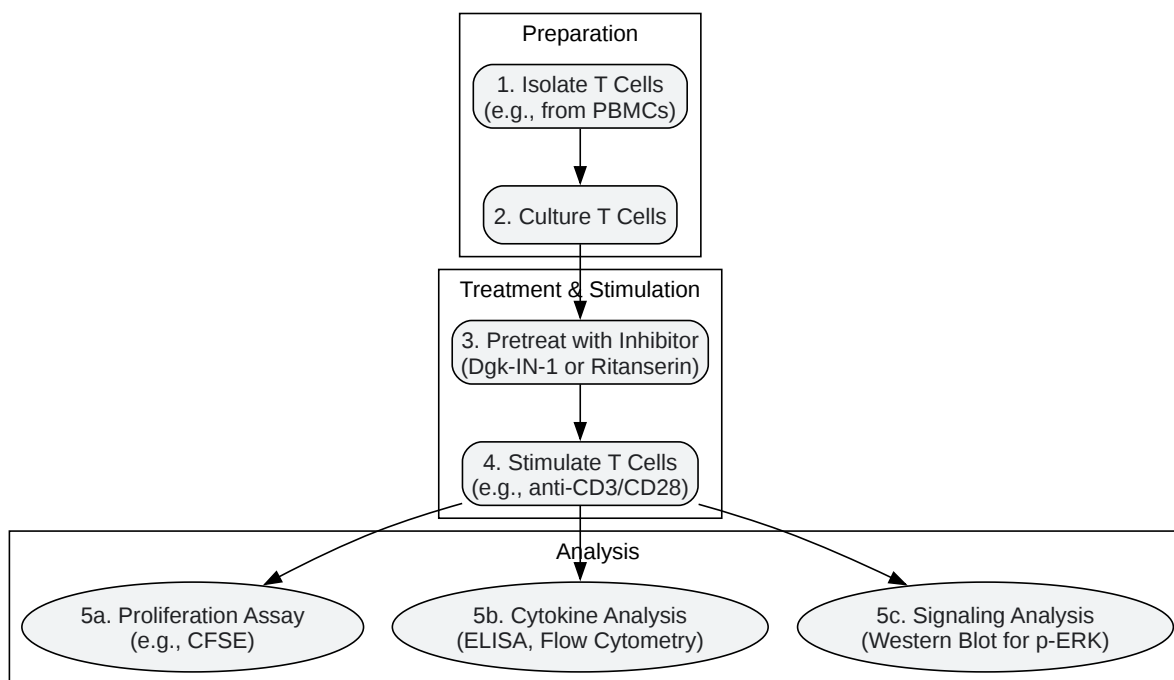 Preparation
1. Isolate T Cells
(e.g., from PBMCs)
2. Culture T Cells
Treatment & Stimulation
3. Pretreat with Inhibitor
(Dgk-IN-1 or Ritanserin)
4. Stimulate T Cells
(e.g., anti-CD3/CD28)
Analysis
5a. Proliferation Assay
(e.g., CFSE)
5b. Cytokine Analysis
(ELISA, Flow Cytometry)
5c. Signaling Analysis
(Western Blot for p-ERK)